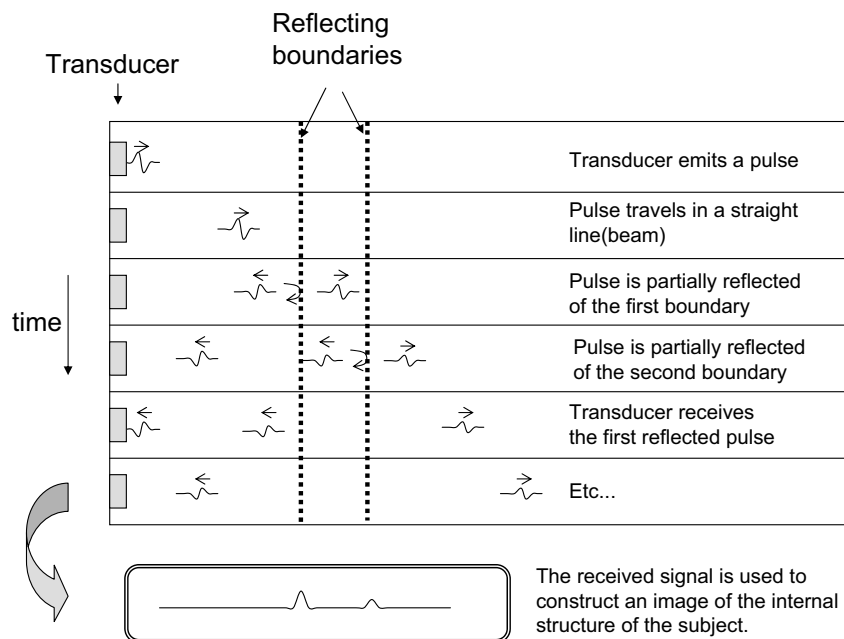 Reflecting
boundaries
Transducer
Transducer emits a pulse
Pulse travels in a straight
line(beam)
Pulse is partially reflected
of the first boundary
time
Pulse is partially reflected
of the second boundary
Transducer receives
the first reflected pulse
Etc...
The received signal is used to
construct an image of the internal
structure of the subject.